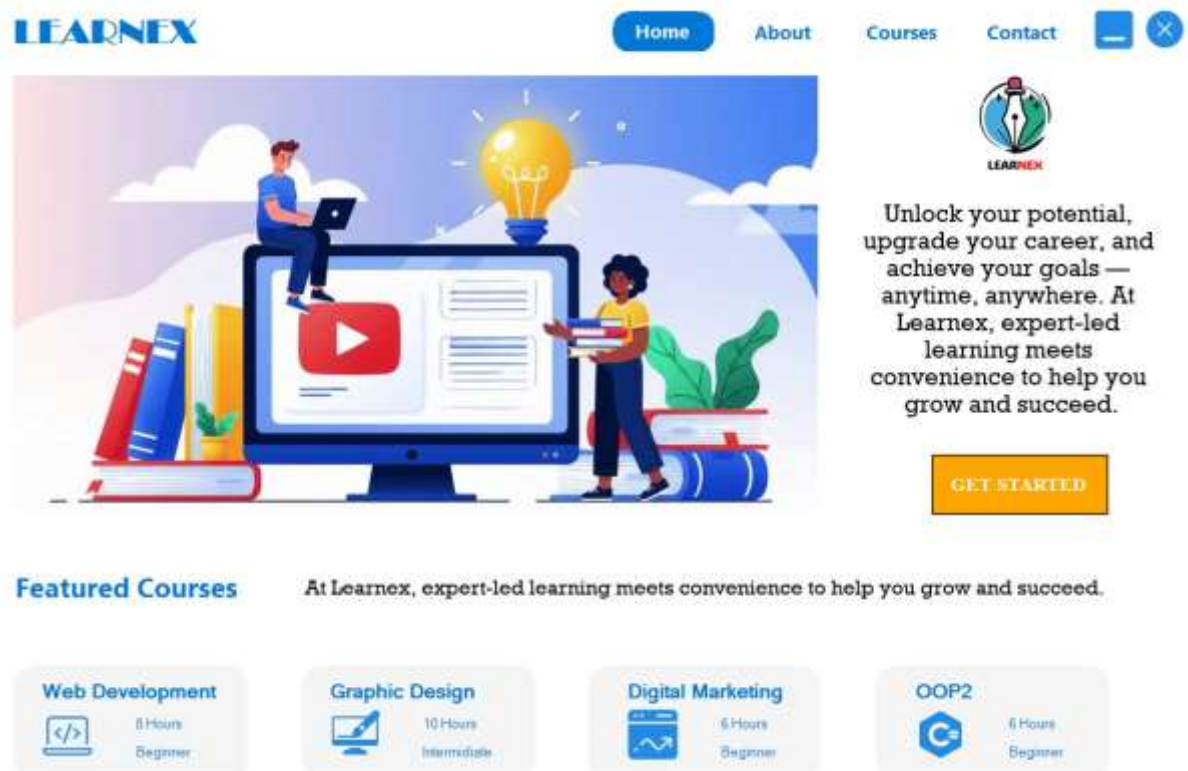 LEARNEX
Home
About
Courses
Contact
LEARNEX
Unlock your potential,
upgrade your career, and
achieve your goals —
anytime, anywhere. At
Learnex, expert-led
learning meets
convenience to help you
grow and succeed.
GET STARTED
Featured Courses
At Learnex, expert-led learning meets convenience to help you grow and succeed.
Web Development
</>
8 Hours
Beginner
Graphic Design
10 Hours
Intermidiate
Digital Marketing
6 Hours
Beginner
OOP2
C#
6 Hours
Beginner